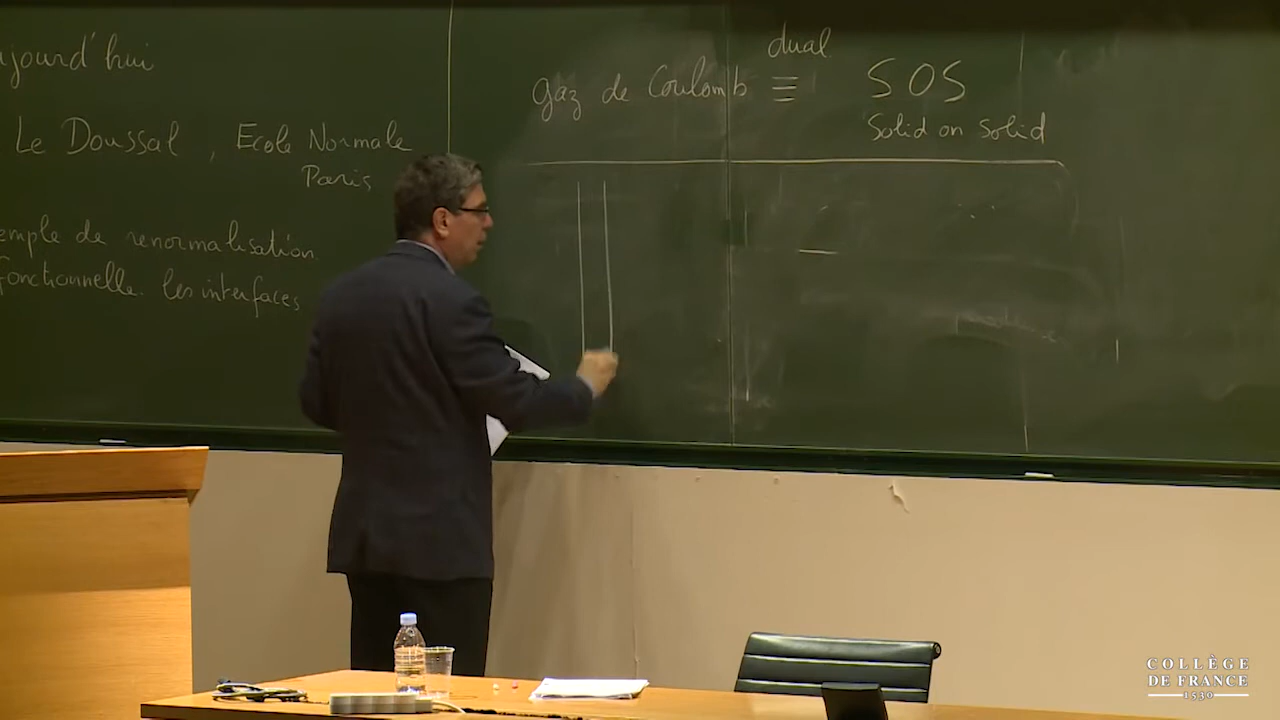 ajourd'hui
Le Doussal, Ecole Normale
Paris
emple de renormalisation
fonctionnelle. les interfaces
dual
gaz de Coulomb ≡ SOS
Solid on Solid
COLLÈGE
DE FRANCE
1530